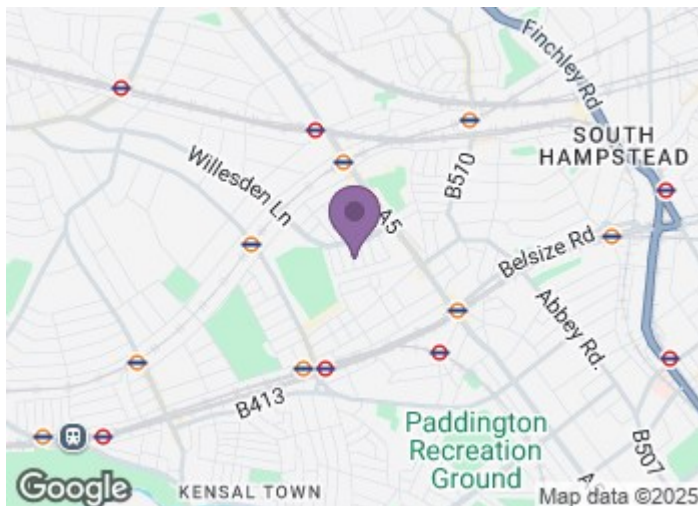 Finchley Rd
SOUTH
HAMPSTEAD
Willesden Ln
B510
A5
Belsize Rd
Abbey Rd.
B413
Paddington
Recreation
Ground
B507
KENSAL TOWN
A5
Google
Map data ©2025